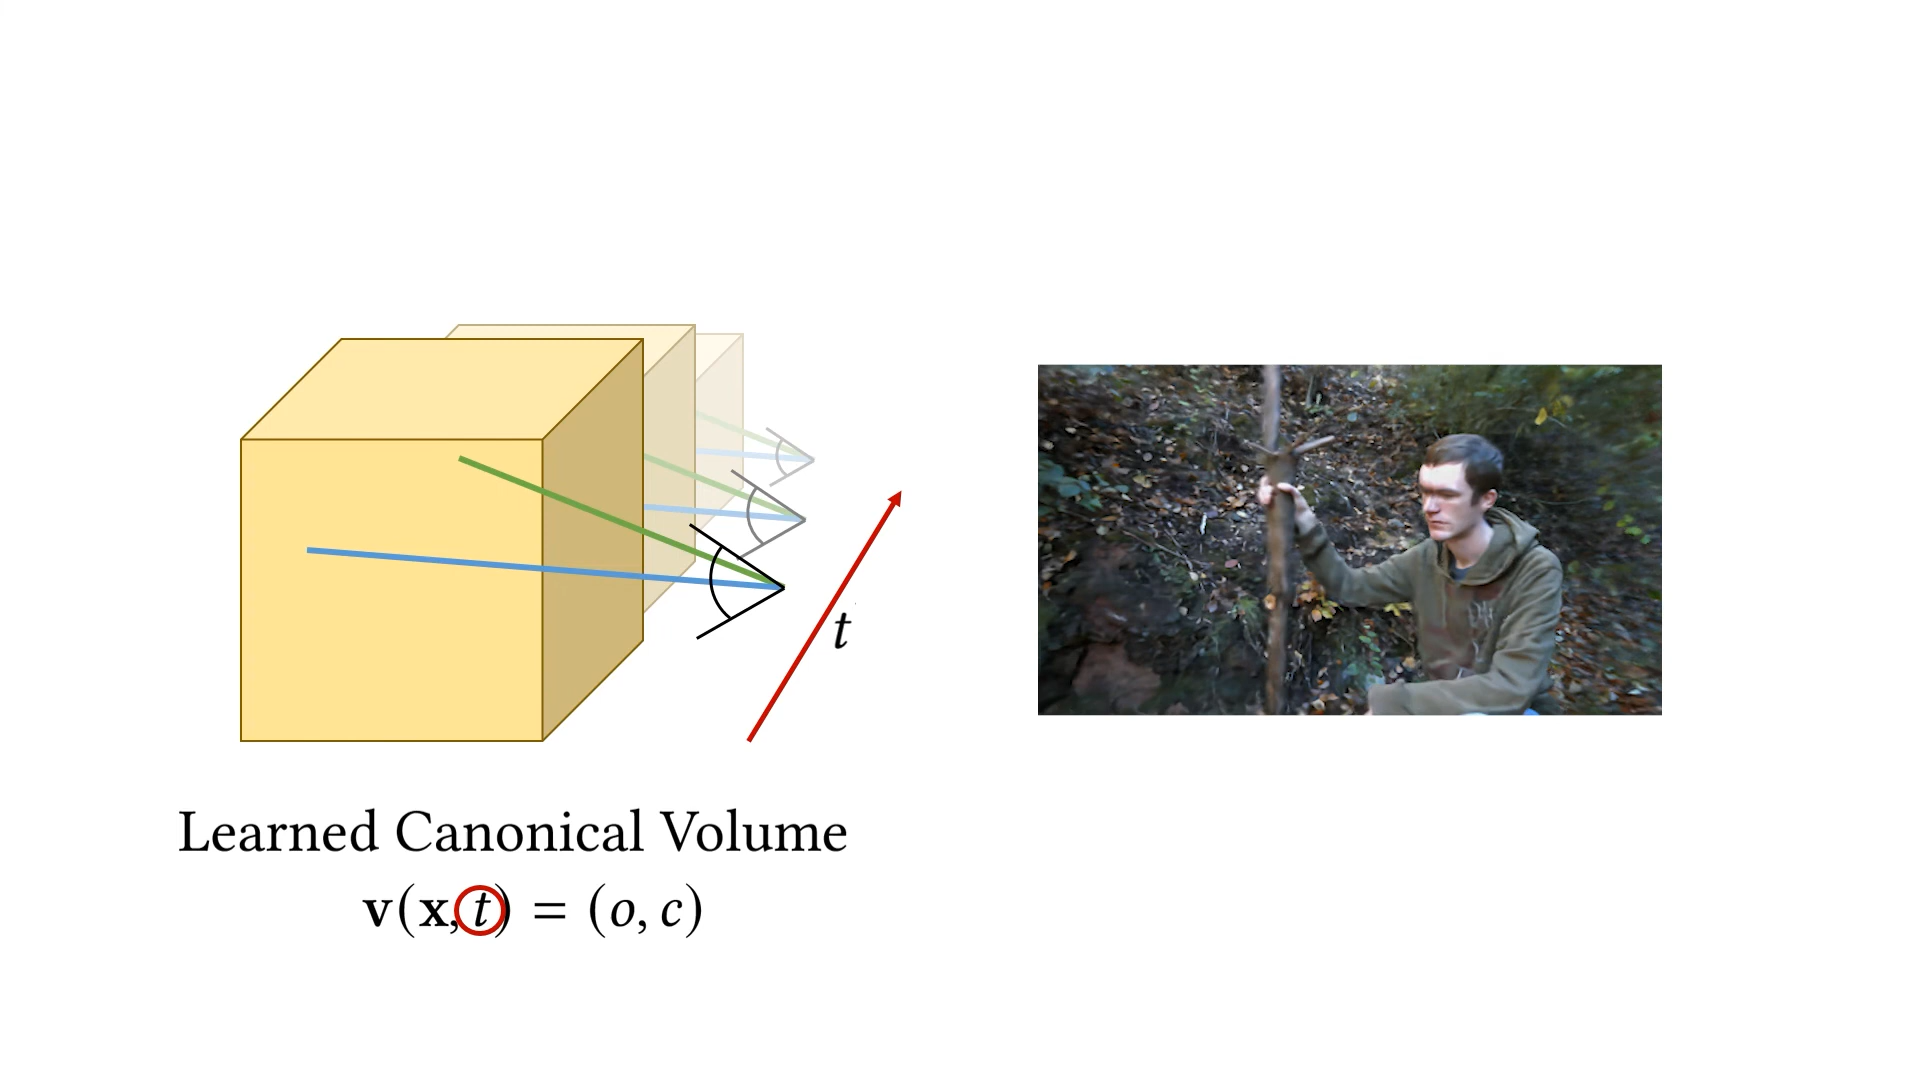 t
Learned Canonical Volume
v(x, t) = (o, c)